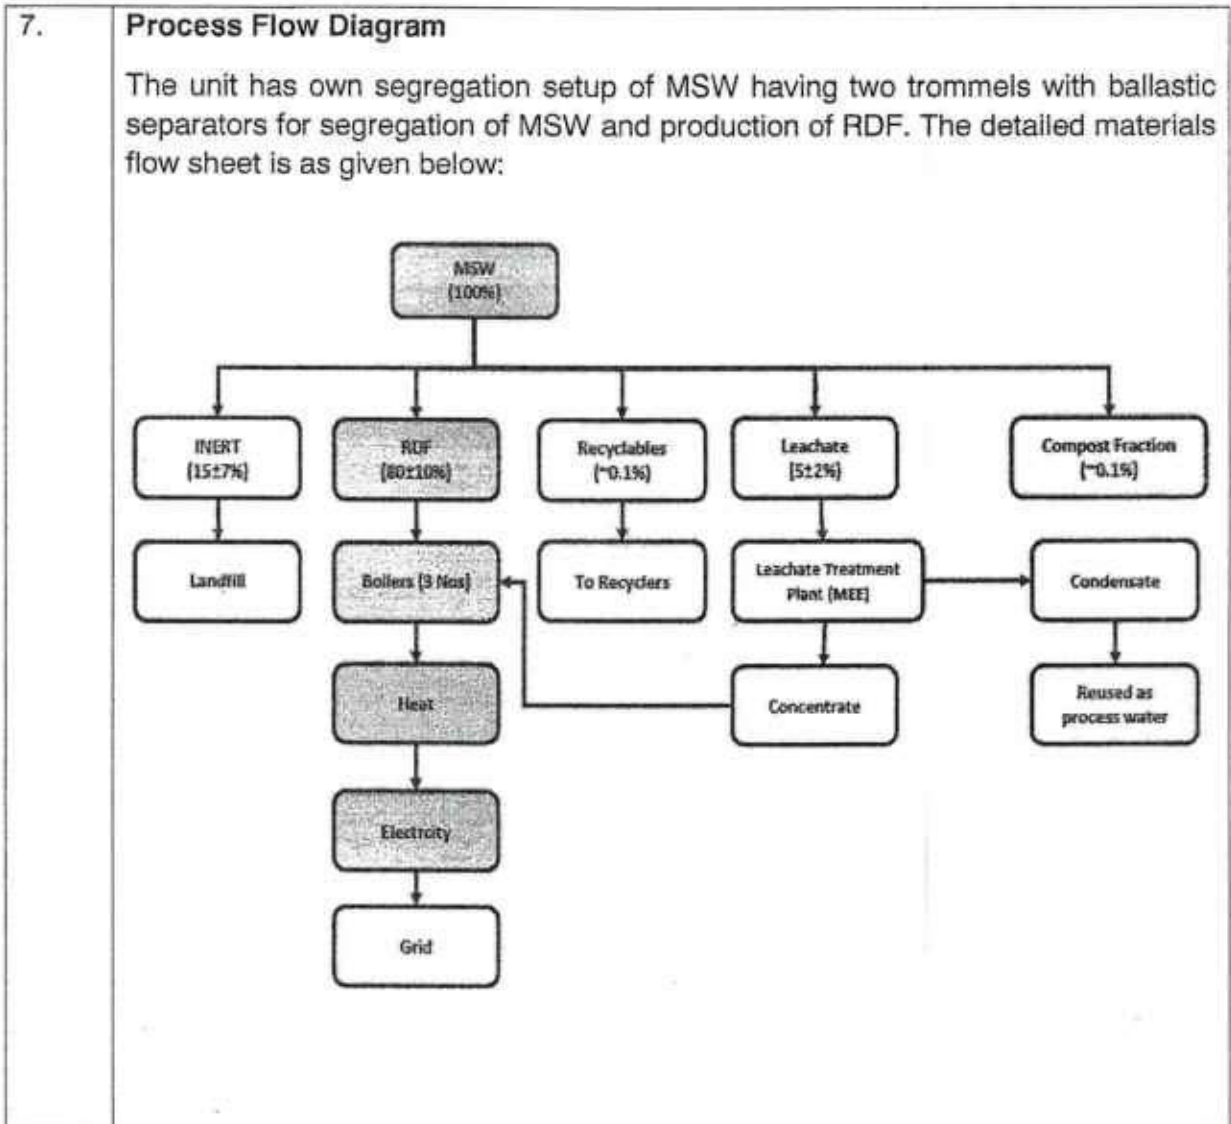 7.
Process Flow Diagram
The unit has own segregation setup of MSW having two trommels with ballastic
separators for segregation of MSW and production of RDF. The detailed materials
flow sheet is as given below:
MSW
(100%)
INERT
(15±7%)
RDF
(80±10%)
Recyclables
(~0.1%)
Leachate
(5±2%)
Compost Fraction
(~0.1%)
Landfill
Boilers (3 Nos)
To Recyclers
Leachate Treatment
Plant (MEE)
Condensate
Heat
Concentrate
Reused as
process water
Electrcity
Grid